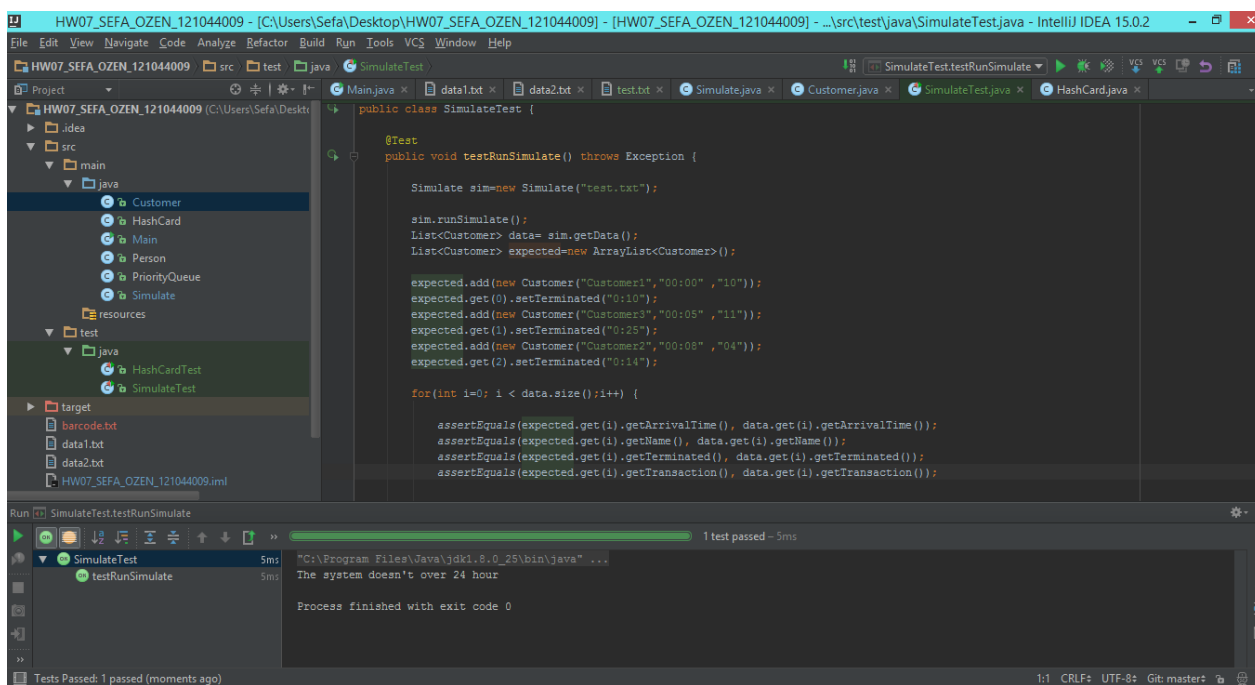 HW07_SEFA_OZEN_121044009 - [C:\Users\Sefa\Desktop\HW07_SEFA_OZEN_121044009] - [HW07_SEFA_OZEN_121044009] - ...\src\test\java\SimulateTest.java - IntelliJ IDEA 15.0.2
File Edit View Navigate Code Analyze Refactor Build Run Tools VCS Window Help
HW07_SEFA_OZEN_121044009 src test java SimulateTest SimulateTest.testRunSimulate VCS VCS
Project Main.java data1.txt data2.txt test.txt Simulate.java Customer.java SimulateTest.java HashCard.java
HW07_SEFA_OZEN_121044009 (C:\Users\Sefa\Deskt
.idea
src
main
java
Customer
HashCard
Main
Person
PriorityQueue
Simulate
resources
test
java
HashCardTest
SimulateTest
target
barcode.txt
data1.txt
data2.txt
HW07_SEFA_OZEN_121044009.iml
public class SimulateTest {
@Test
public void testRunSimulate() throws Exception {
Simulate sim=new Simulate("test.txt");
sim.runSimulate();
List<Customer> data= sim.getData();
List<Customer> expected=new ArrayList<Customer>();
expected.add(new Customer("Customer1","00:00" ,"10"));
expected.get(0).setTerminated("0:10");
expected.add(new Customer("Customer3","00:05" ,"11"));
expected.get(1).setTerminated("0:25");
expected.add(new Customer("Customer2","00:08" ,"04"));
expected.get(2).setTerminated("0:14");
for(int i=0; i < data.size();i++) {
assertEquals(expected.get(i).getArrivalTime(), data.get(i).getArrivalTime());
assertEquals(expected.get(i).getName(), data.get(i).getName());
assertEquals(expected.get(i).getTerminated(), data.get(i).getTerminated());
assertEquals(expected.get(i).getTransaction(), data.get(i).getTransaction());
Run SimulateTest.testRunSimulate
1 test passed – 5ms
SimulateTest 5ms
testRunSimulate 5ms
"C:\Program Files\Java\jdk1.8.0_25\bin\java" ...
The system doesn't over 24 hour
Process finished with exit code 0
Tests Passed: 1 passed (moments ago) 1:1 CRLF UTF-8 Git: master